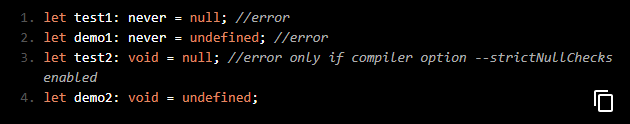 1. let test1: never = null; //error
2. let demo1: never = undefined; //error
3. let test2: void = null; //error only if compiler option --strictNullChecks
enabled
4. let demo2: void = undefined;